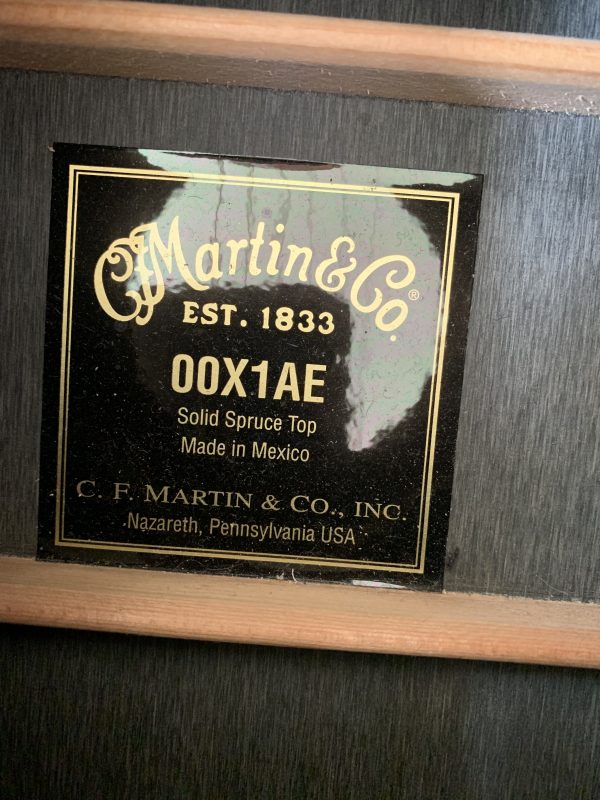 CFMartin & Co.®
EST. 1833
00X1AE
Solid Spruce Top
Made in Mexico
C. F. MARTIN & CO., INC.
Nazareth, Pennsylvania USA